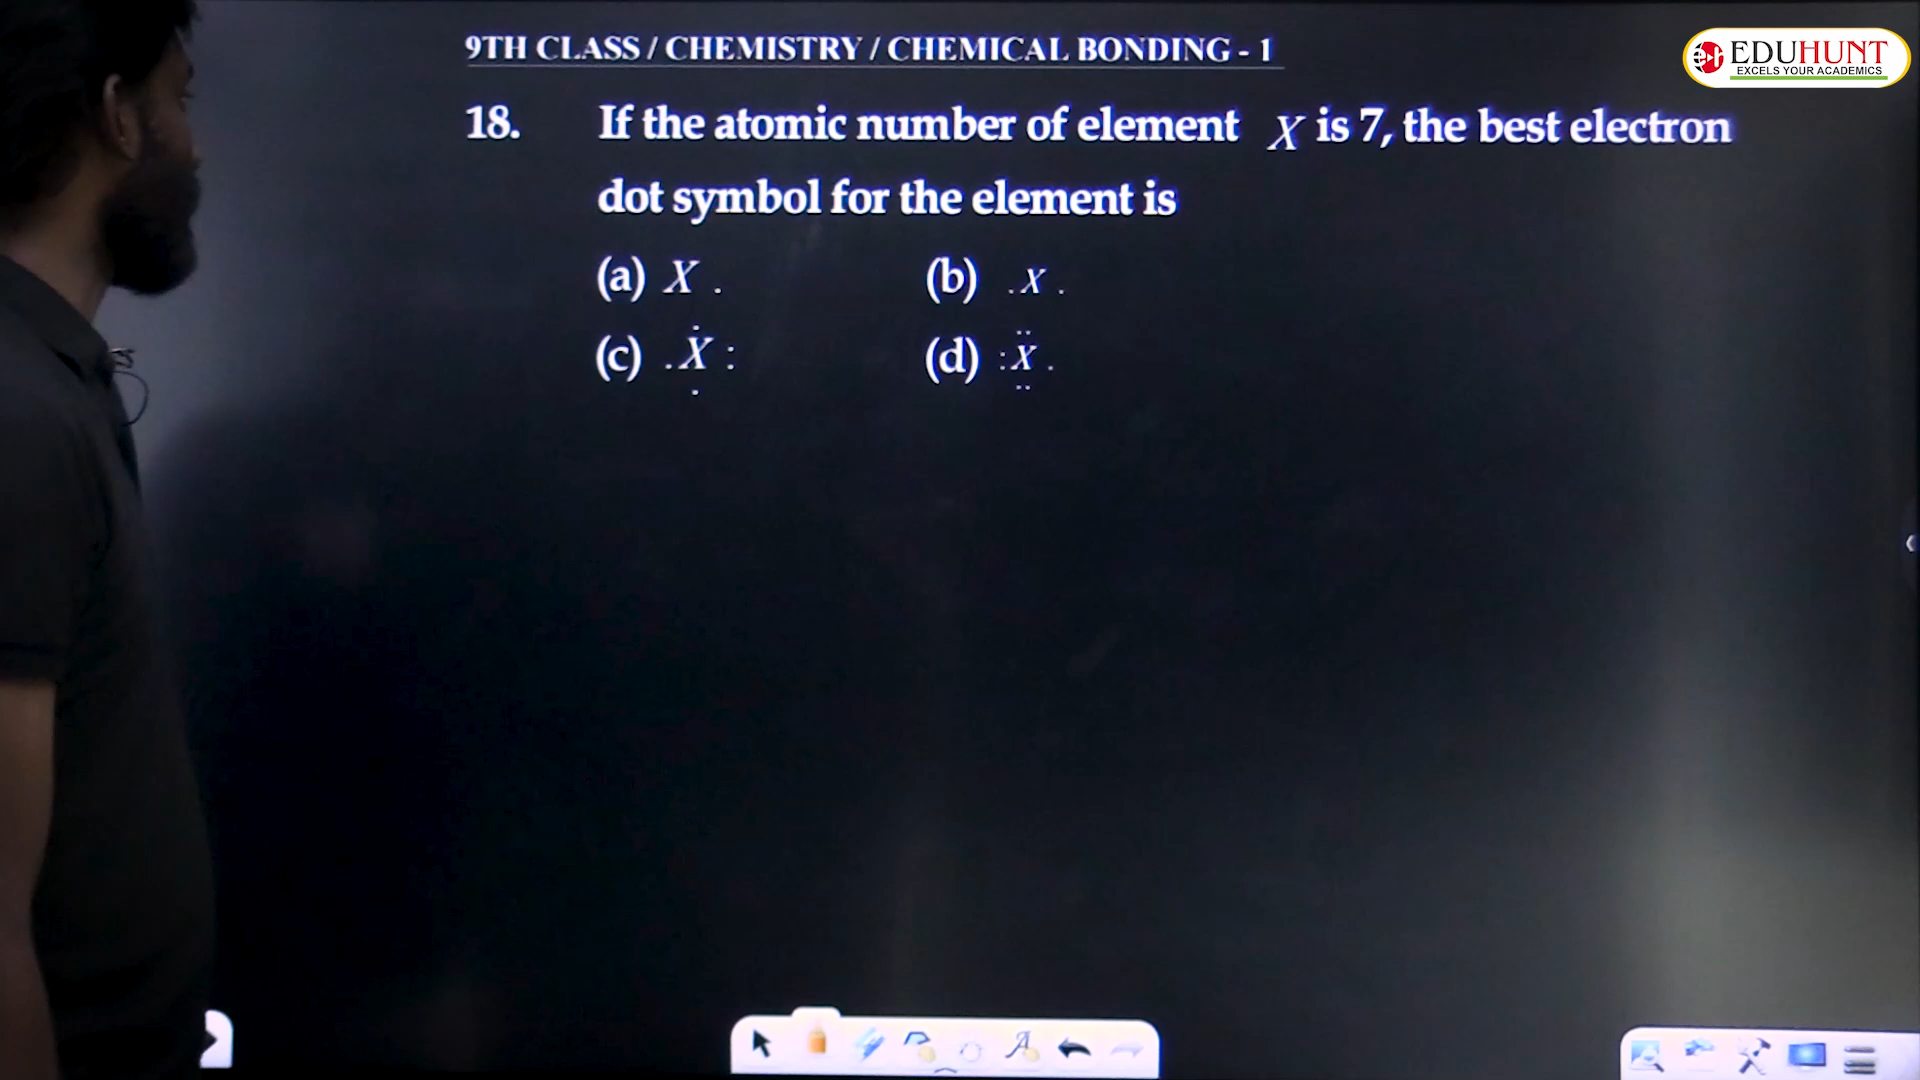 9TH CLASS / CHEMISTRY / CHEMICAL BONDING - 1
EDUHUNT
EXCELS YOUR ACADEMICS
18. If the atomic number of element X is 7, the best electron
dot symbol for the element is
(a) X . (b) .X .
(c) .Ẋ̣ : (d) :Ẍ̤ .